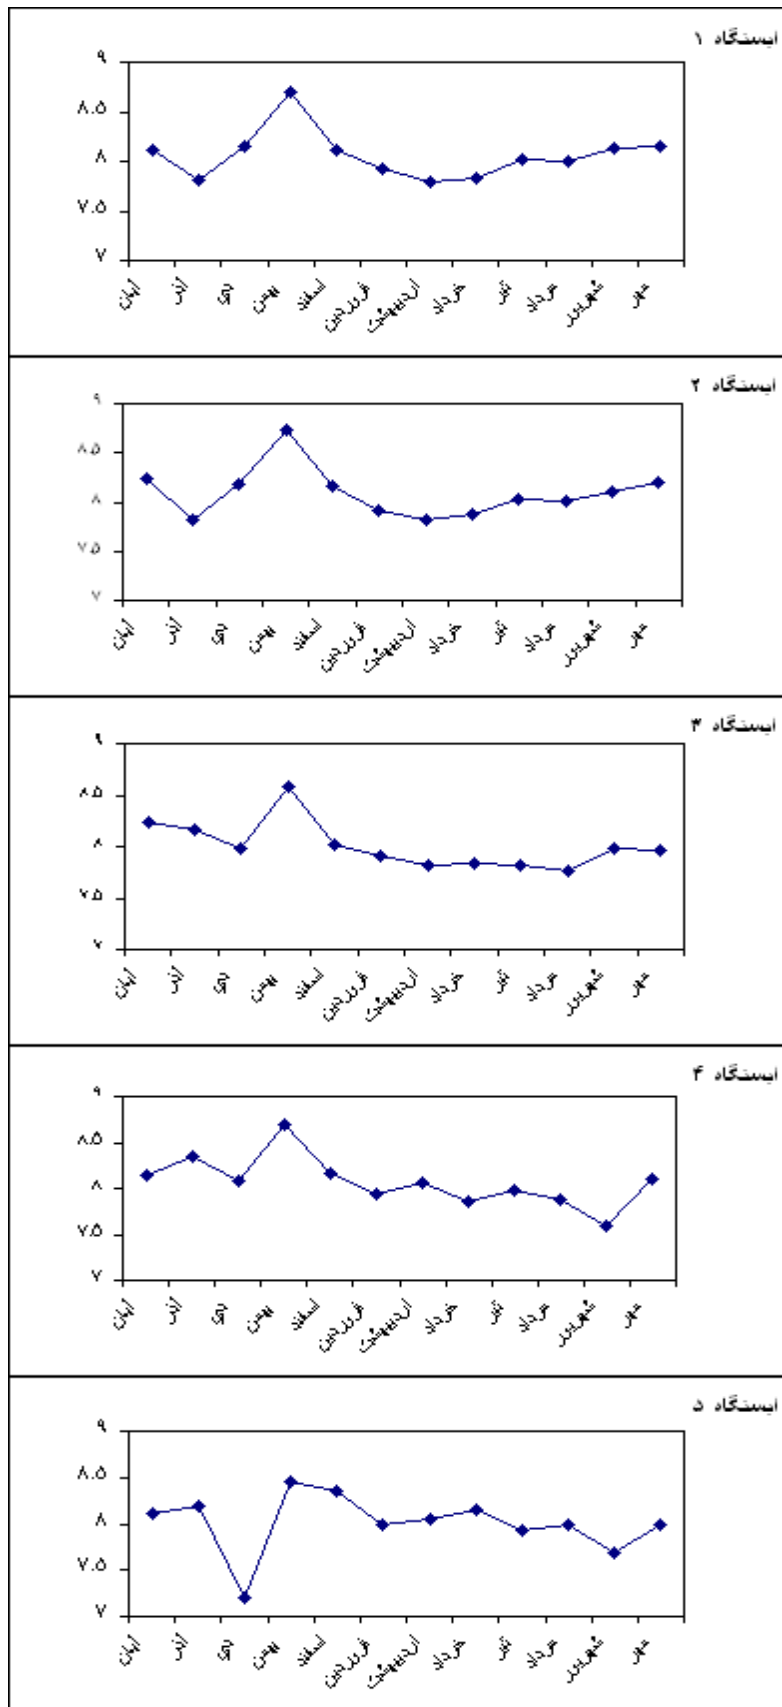 ایستگاه ۱
۹
۸.۵
۸
۷.۵
۷
آبان آذر دی بهمن اسفند فروردین اردیبهشت خرداد تیر خرداد شهریور مهر
ایستگاه ۲
۹
۸.۵
۸
۷.۵
۷
آبان آذر دی بهمن اسفند فروردین اردیبهشت خرداد تیر خرداد شهریور مهر
ایستگاه ۳
۹
۸.۵
۸
۷.۵
۷
آبان آذر دی بهمن اسفند فروردین اردیبهشت خرداد تیر خرداد شهریور مهر
ایستگاه ۴
۹
۸.۵
۸
۷.۵
۷
آبان آذر دی بهمن اسفند فروردین اردیبهشت خرداد تیر خرداد شهریور مهر
ایستگاه ۵
۹
۸.۵
۸
۷.۵
۷
آبان آذر دی بهمن اسفند فروردین اردیبهشت خرداد تیر خرداد شهریور مهر